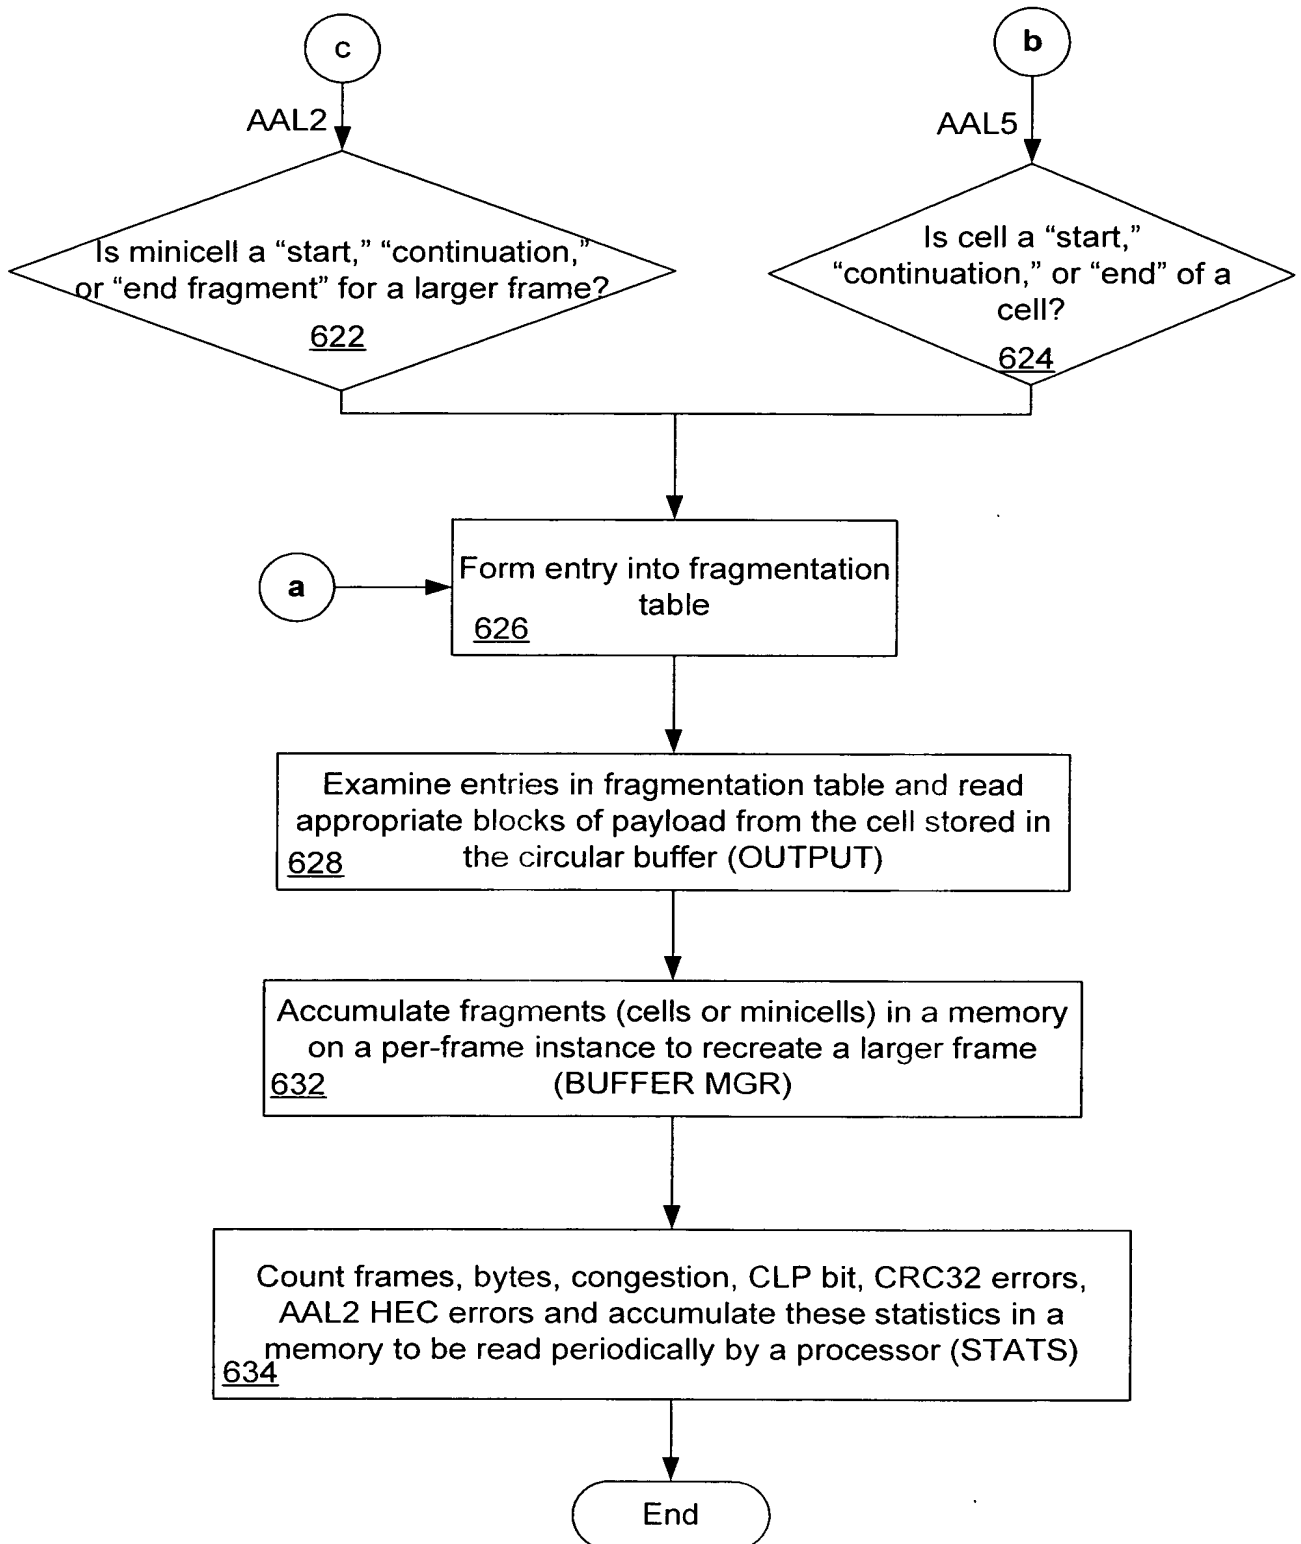 c
b
AAL2
AAL5
Is minicell a “start,” “continuation,”
or “end fragment” for a larger frame?
622
Is cell a “start,”
“continuation,” or “end” of a
cell?
624
a
Form entry into fragmentation
table
626
Examine entries in fragmentation table and read
appropriate blocks of payload from the cell stored in
the circular buffer (OUTPUT)
628
Accumulate fragments (cells or minicells) in a memory
on a per-frame instance to recreate a larger frame
(BUFFER MGR)
632
Count frames, bytes, congestion, CLP bit, CRC32 errors,
AAL2 HEC errors and accumulate these statistics in a
memory to be read periodically by a processor (STATS)
634
End